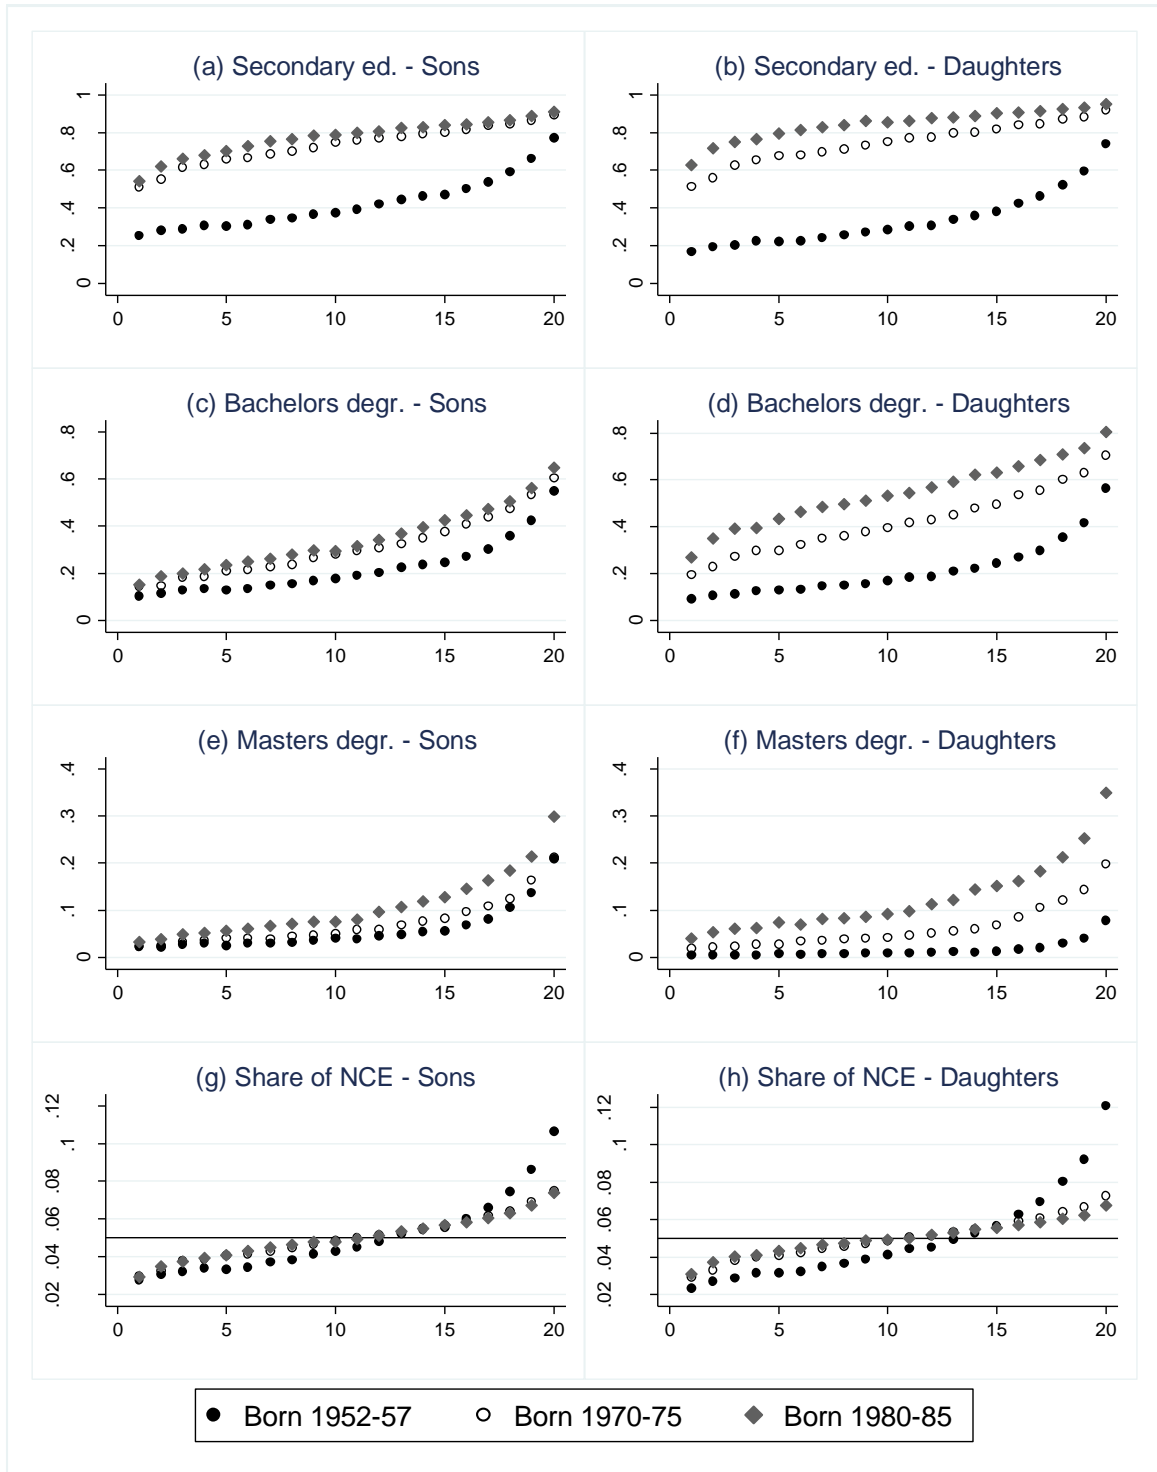 (a) Secondary ed. - Sons
1
.8
.6
.4
.2
0
0 5 10 15 20
(b) Secondary ed. - Daughters
1
.8
.6
.4
.2
0
0 5 10 15 20
(c) Bachelors degr. - Sons
.8
.6
.4
.2
0
0 5 10 15 20
(d) Bachelors degr. - Daughters
.8
.6
.4
.2
0
0 5 10 15 20
(e) Masters degr. - Sons
.4
.3
.2
.1
0
0 5 10 15 20
(f) Masters degr. - Daughters
.4
.3
.2
.1
0
0 5 10 15 20
(g) Share of NCE - Sons
.12
.1
.08
.06
.04
.02
0 5 10 15 20
(h) Share of NCE - Daughters
.12
.1
.08
.06
.04
.02
0 5 10 15 20
Born 1952-57 Born 1970-75 Born 1980-85